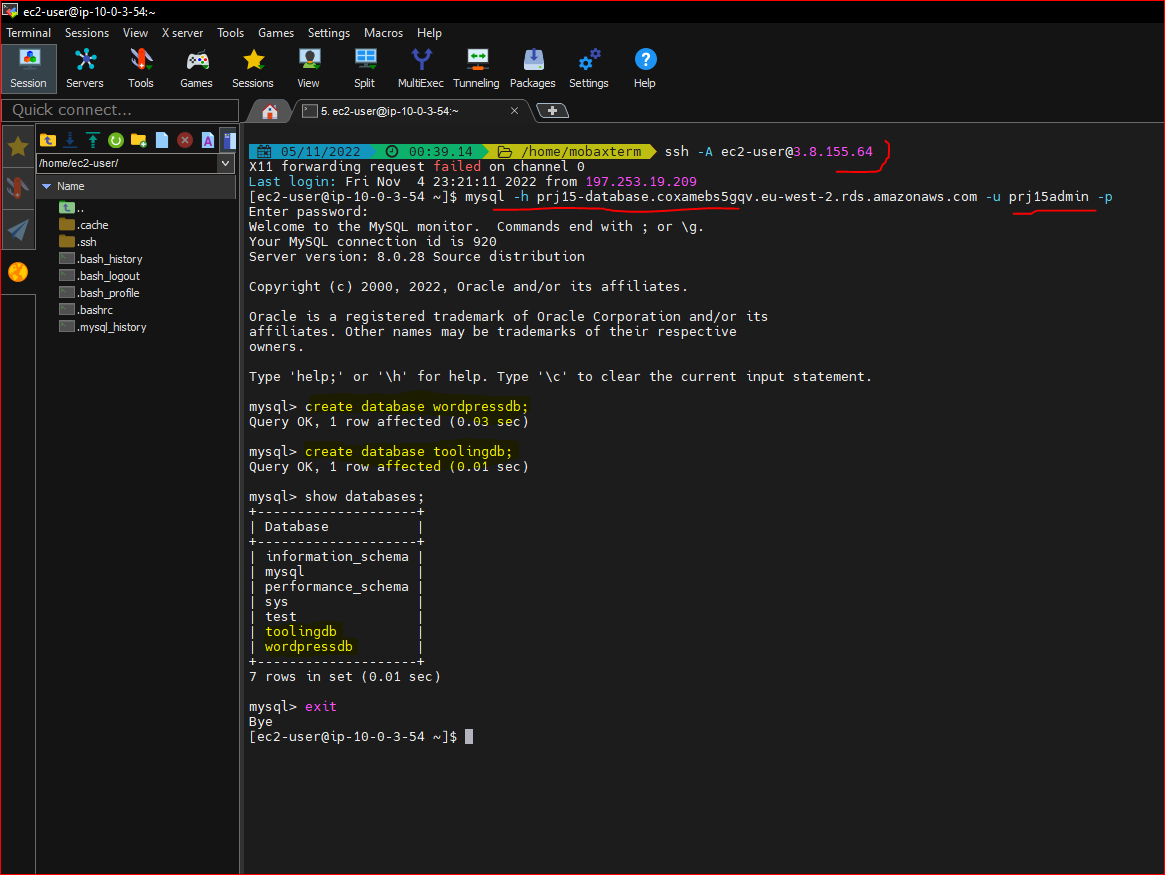 ec2-user@ip-10-0-3-54:~
Terminal Sessions View X server Tools Games Settings Macros Help
Session Servers Tools Games Sessions View Split MultiExec Tunneling Packages Settings Help
Quick connect...
5. ec2-user@ip-10-0-3-54:~
/home/ec2-user/
Name
..
.cache
.ssh
.bash_history
.bash_logout
.bash_profile
.bashrc
.mysql_history
05/11/2022 00:39.14 /home/mobaxterm ssh -A ec2-user@3.8.155.64
X11 forwarding request failed on channel 0
Last login: Fri Nov  4 23:21:11 2022 from 197.253.19.209
[ec2-user@ip-10-0-3-54 ~]$ mysql -h prj15-database.coxamebs5gqv.eu-west-2.rds.amazonaws.com -u prj15admin -p
Enter password:
Welcome to the MySQL monitor.  Commands end with ; or \g.
Your MySQL connection id is 920
Server version: 8.0.28 Source distribution
Copyright (c) 2000, 2022, Oracle and/or its affiliates.
Oracle is a registered trademark of Oracle Corporation and/or its
affiliates. Other names may be trademarks of their respective
owners.
Type 'help;' or '\h' for help. Type '\c' to clear the current input statement.
mysql> create database wordpressdb;
Query OK, 1 row affected (0.03 sec)
mysql> create database toolingdb;
Query OK, 1 row affected (0.01 sec)
mysql> show databases;
+--------------------+
| Database           |
+--------------------+
| information_schema |
| mysql              |
| performance_schema |
| sys                |
| test               |
| toolingdb          |
| wordpressdb        |
+--------------------+
7 rows in set (0.01 sec)
mysql> exit
Bye
[ec2-user@ip-10-0-3-54 ~]$